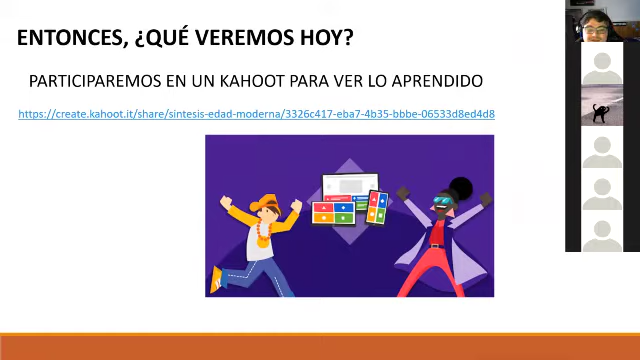 ENTONCES, ¿QUÉ VEREMOS HOY?
PARTICIPAREMOS EN UN KAHOOT PARA VER LO APRENDIDO
https://create.kahoot.it/share/sintesis-edad-moderna/3326c417-eba7-4b35-bbbe-06533d8ed4d8